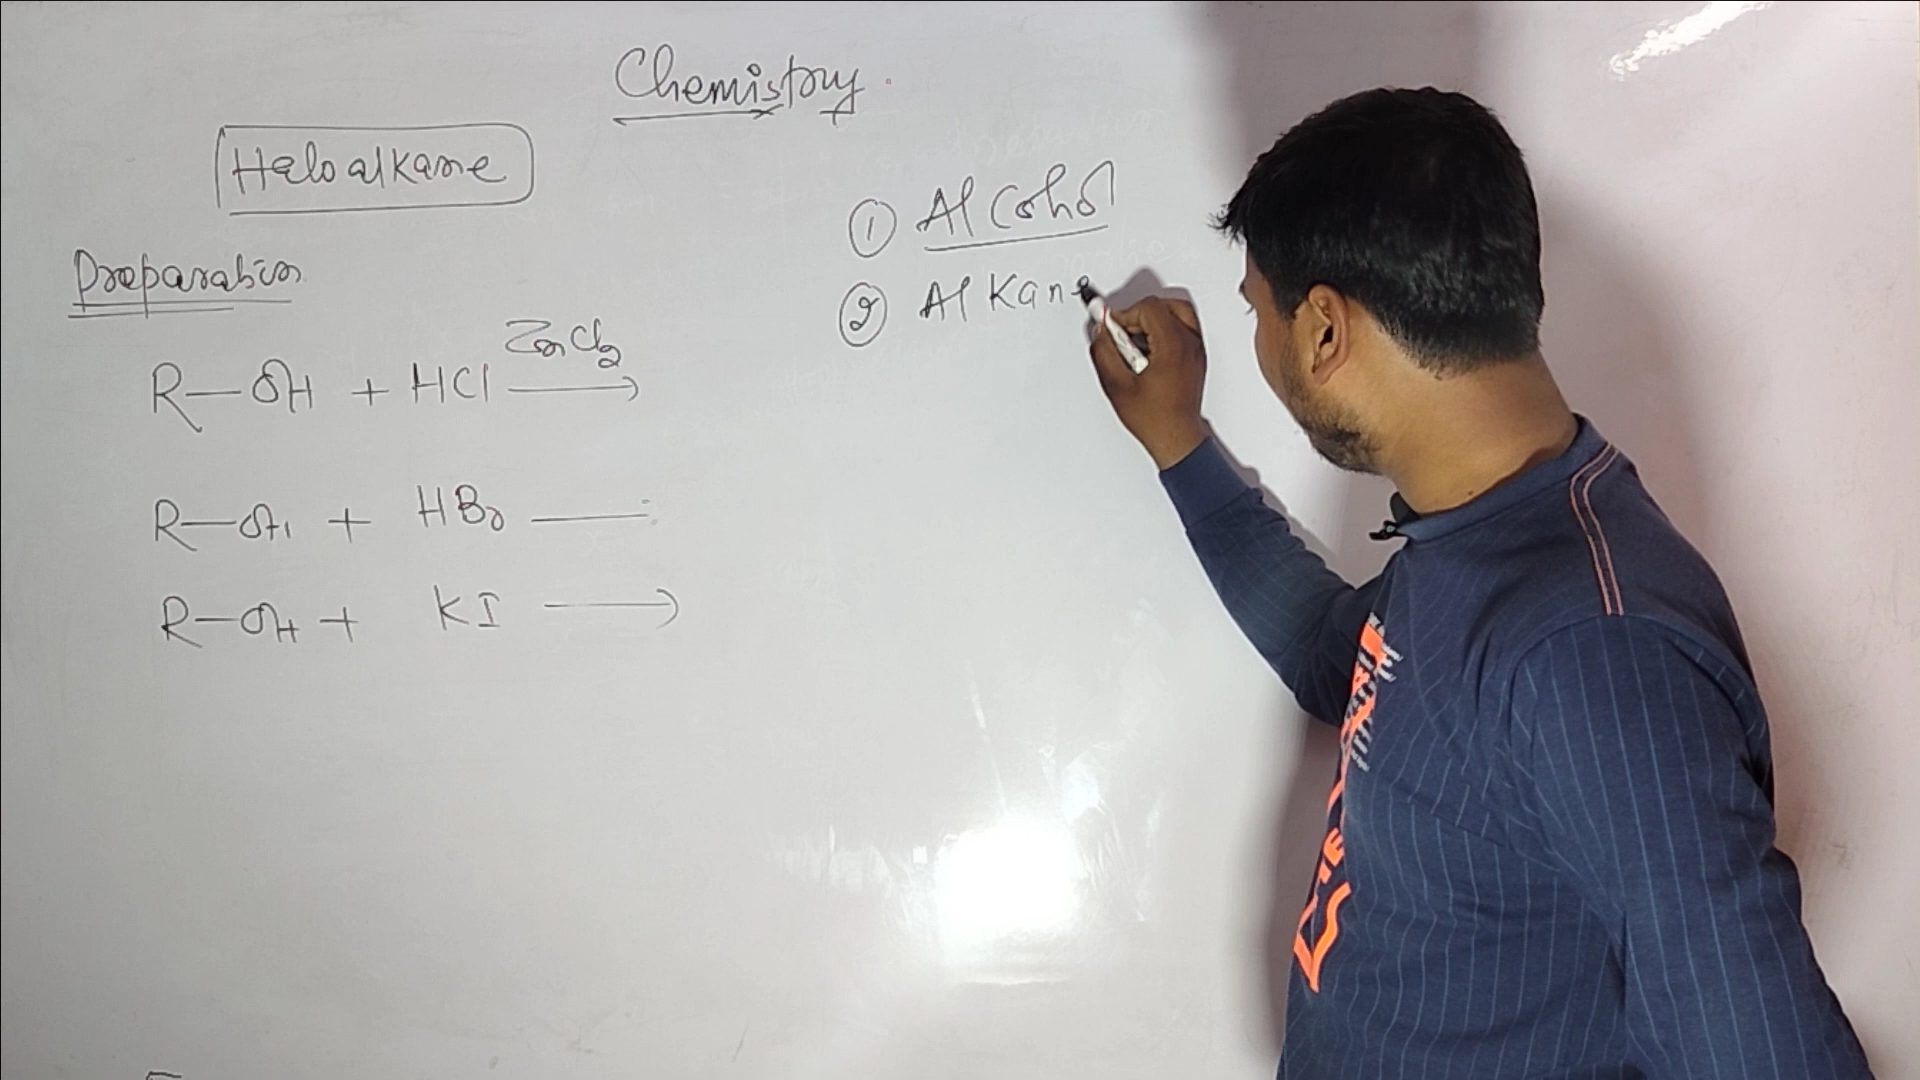 Chemistry
Haloalkane
Preparation
① Alcohol
② Alkane
R—OH + HCl ZnCl2 →
R—OH + HBr —
R—OH + KI →